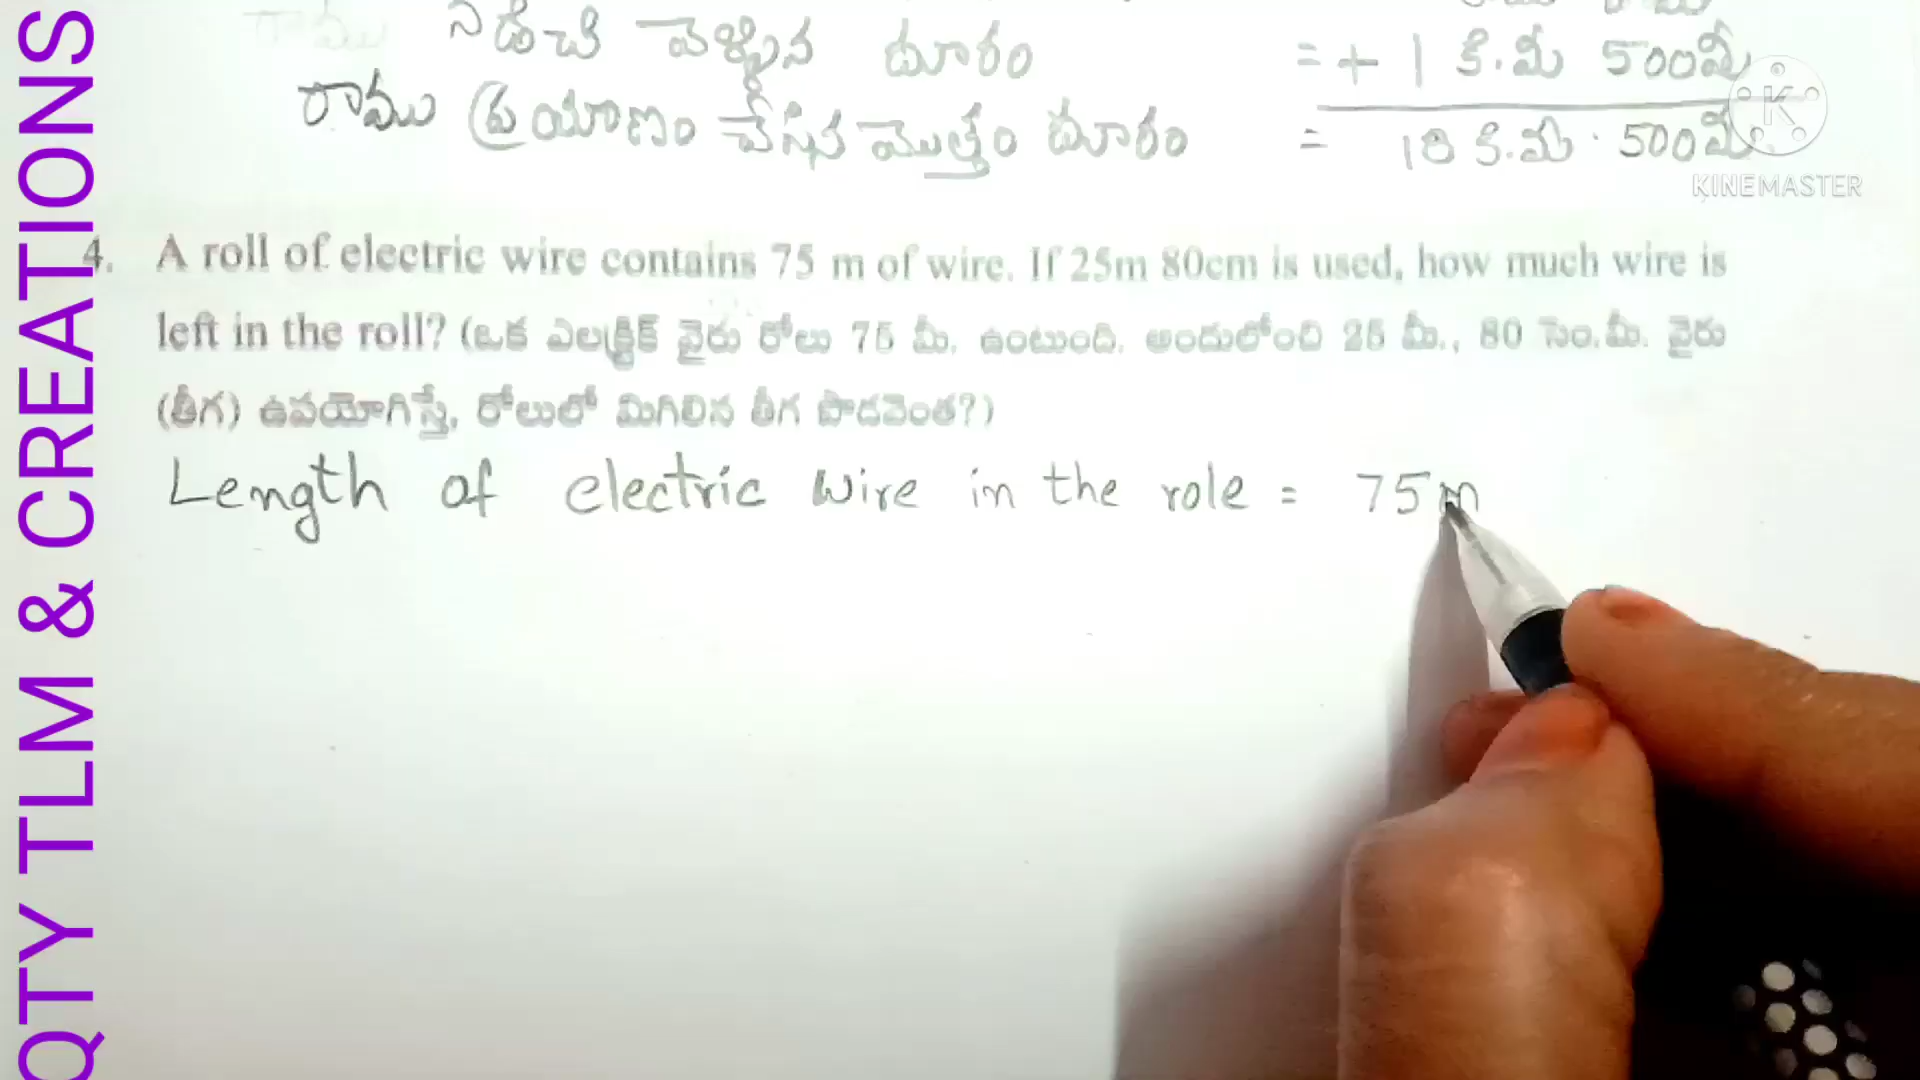 నడిచి వెళ్ళిన దూరం = + 1 కి.మీ 500మీ
రాము ప్రయాణం చేసిన మొత్తం దూరం = 18 కి.మీ. 500మీ
KINEMASTER
4. A roll of electric wire contains 75 m of wire. If 25m 80cm is used, how much wire is
left in the roll? (ఒక ఎలక్ట్రిక్ వైరు రోలు 75 మీ. ఉంటుంది. అందులోంచి 25 మీ., 80 సెం.మీ. వైరు
(తీగ) ఉపయోగిస్తే, రోలులో మిగిలిన తీగ పొడవెంత?)
Length of electric wire in the role = 75m
QTY TLM & CREATIONS